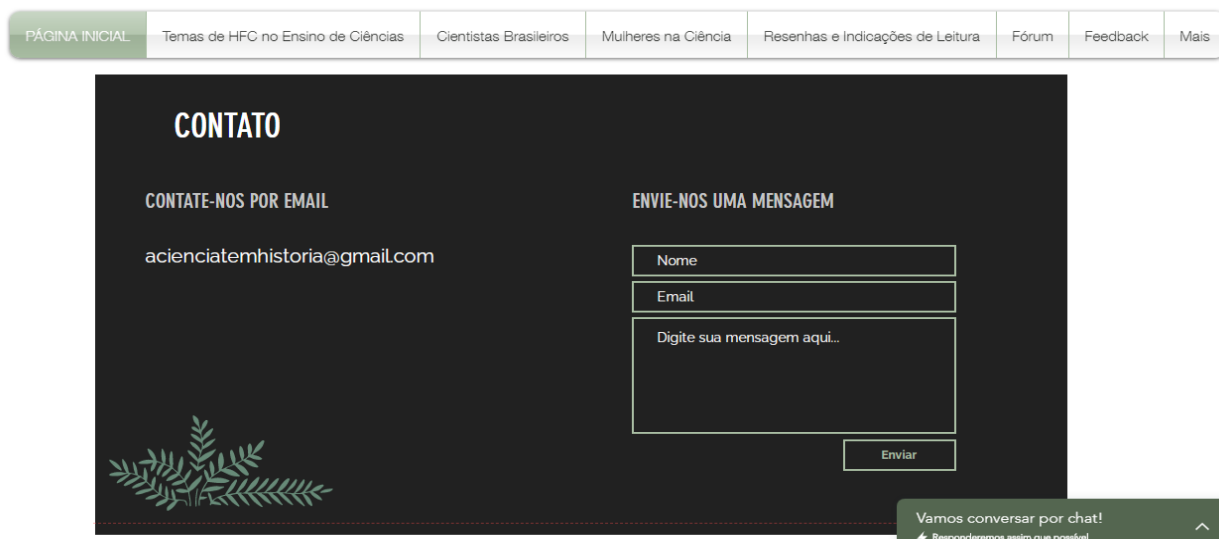 PÁGINA INICIAL Temas de HFC no Ensino de Ciências Cientistas Brasileiros Mulheres na Ciência Resenhas e Indicações de Leitura Fórum Feedback Mais
CONTATO
CONTATE-NOS POR EMAIL
acienciatemhistoria@gmail.com
ENVIE-NOS UMA MENSAGEM
Nome
Email
Digite sua mensagem aqui...
Enviar
Vamos conversar por chat!
Responderemos assim que possível